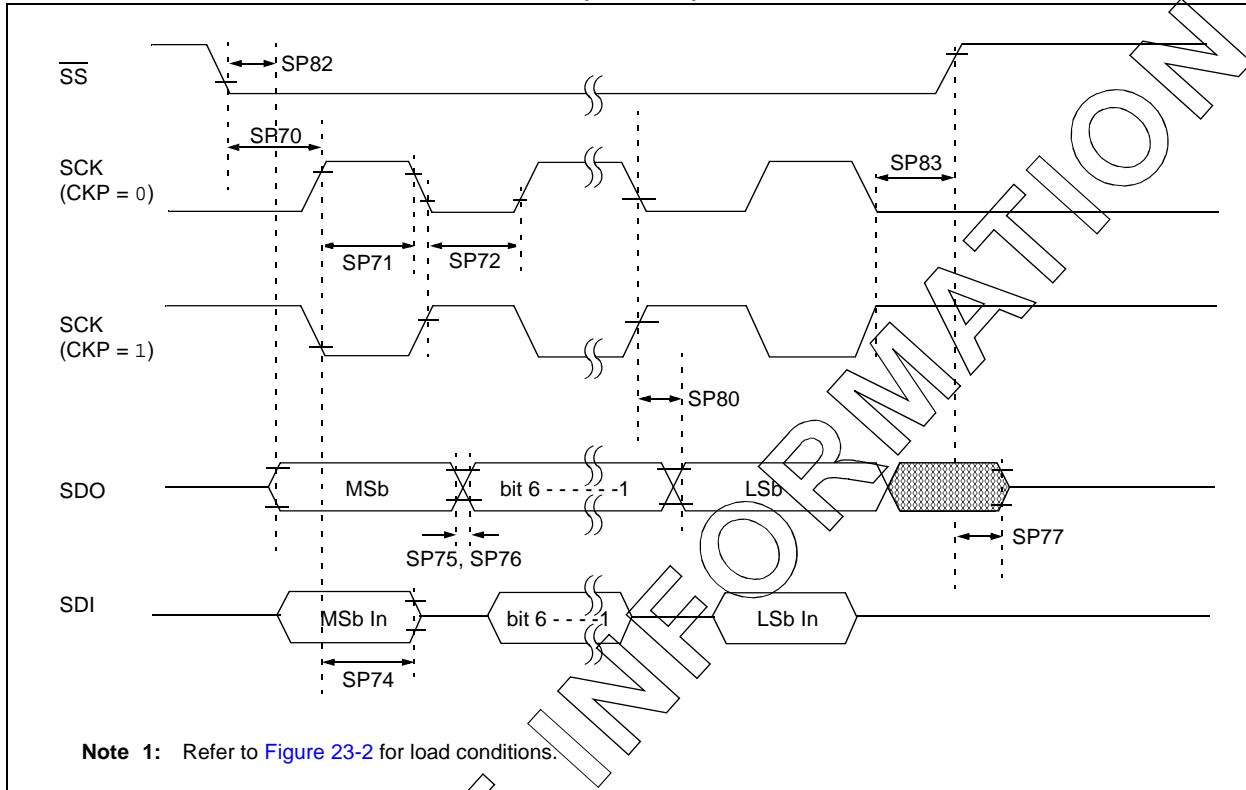 SS
SP82
SP70
SCK
(CKP = 0)
SP83
SP71
SP72
SCK
(CKP = 1)
SP80
SDO
MSb
bit 6 - - - - - -1
LSb
SP75, SP76
SP77
SDI
MSb In
bit 6 - - - -1
LSb In
SP74
Note 1: Refer to Figure 23-2 for load conditions.
INFORMATION